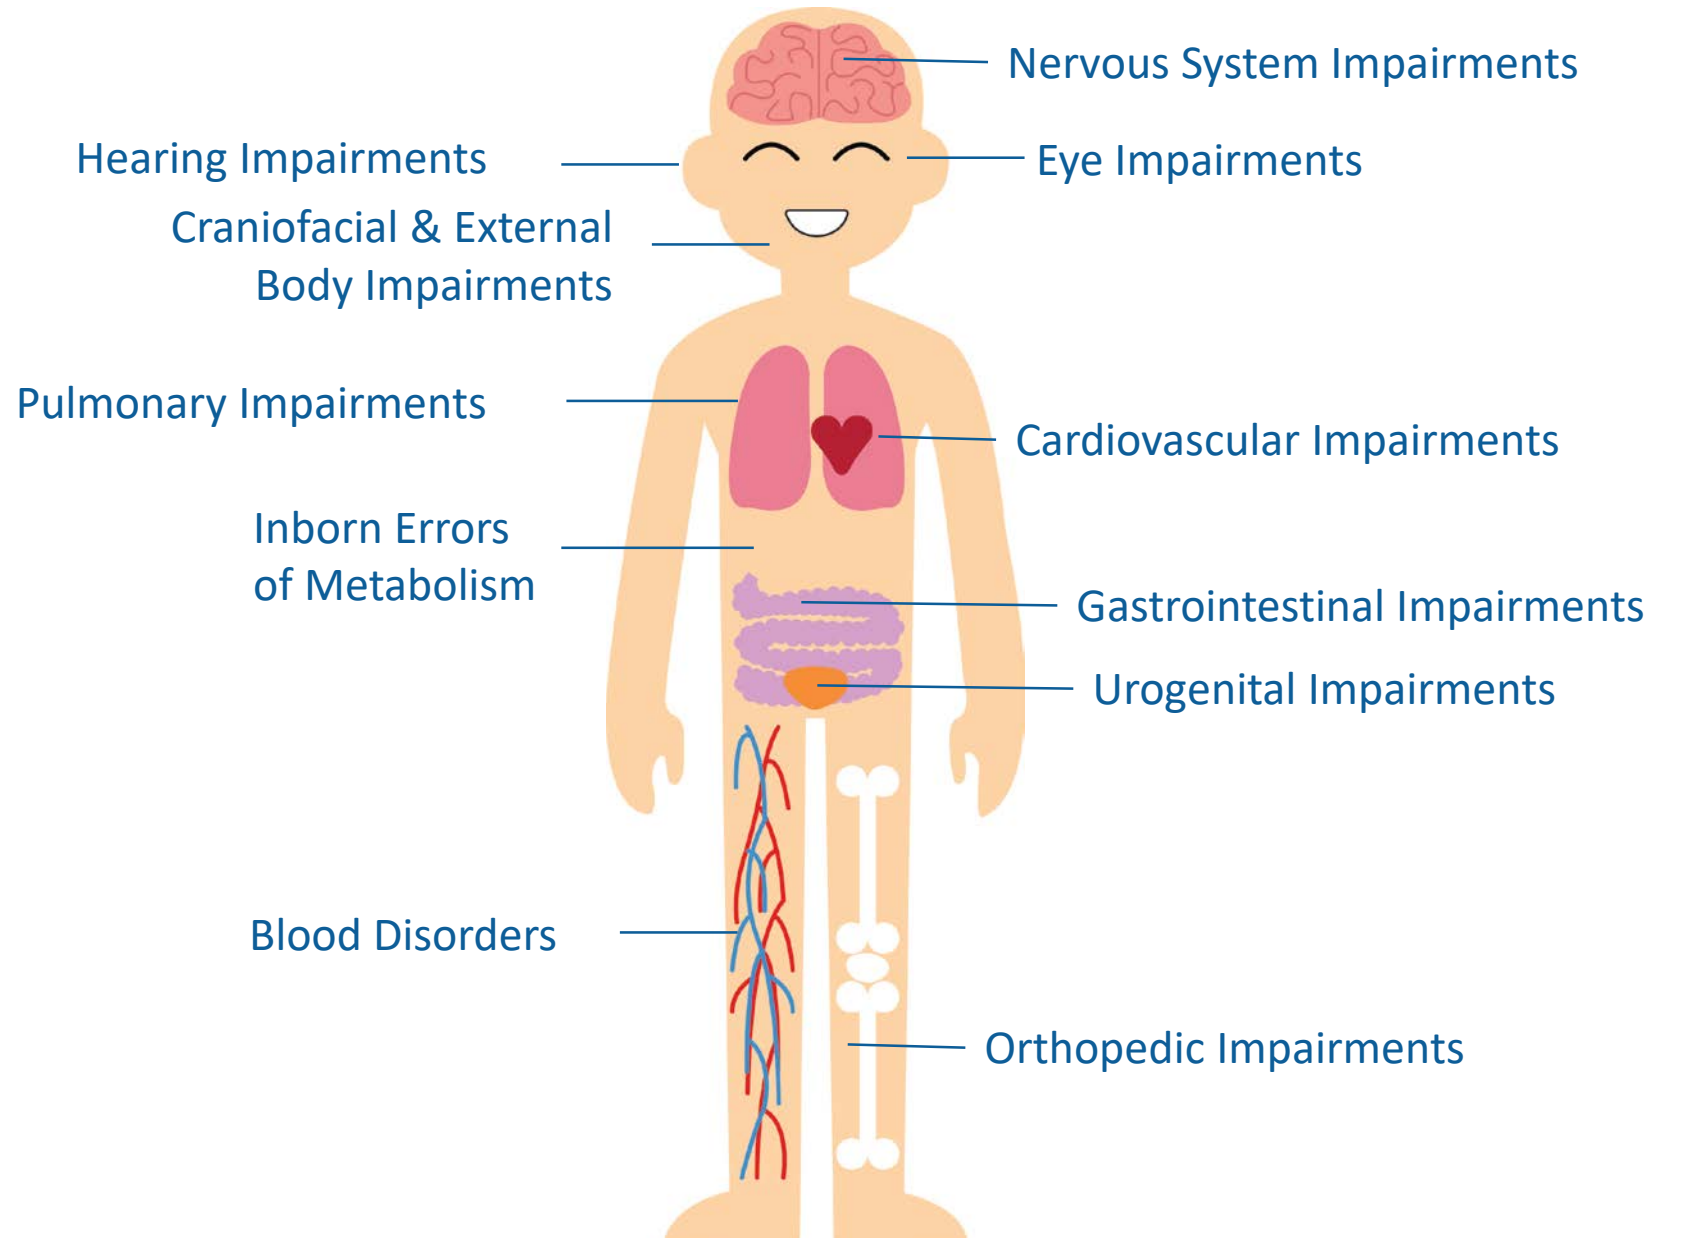 Nervous System Impairments
Hearing Impairments
Eye Impairments
Craniofacial & External
Body Impairments
Pulmonary Impairments
Cardiovascular Impairments
Inborn Errors
of Metabolism
Gastrointestinal Impairments
Urogenital Impairments
Blood Disorders
Orthopedic Impairments